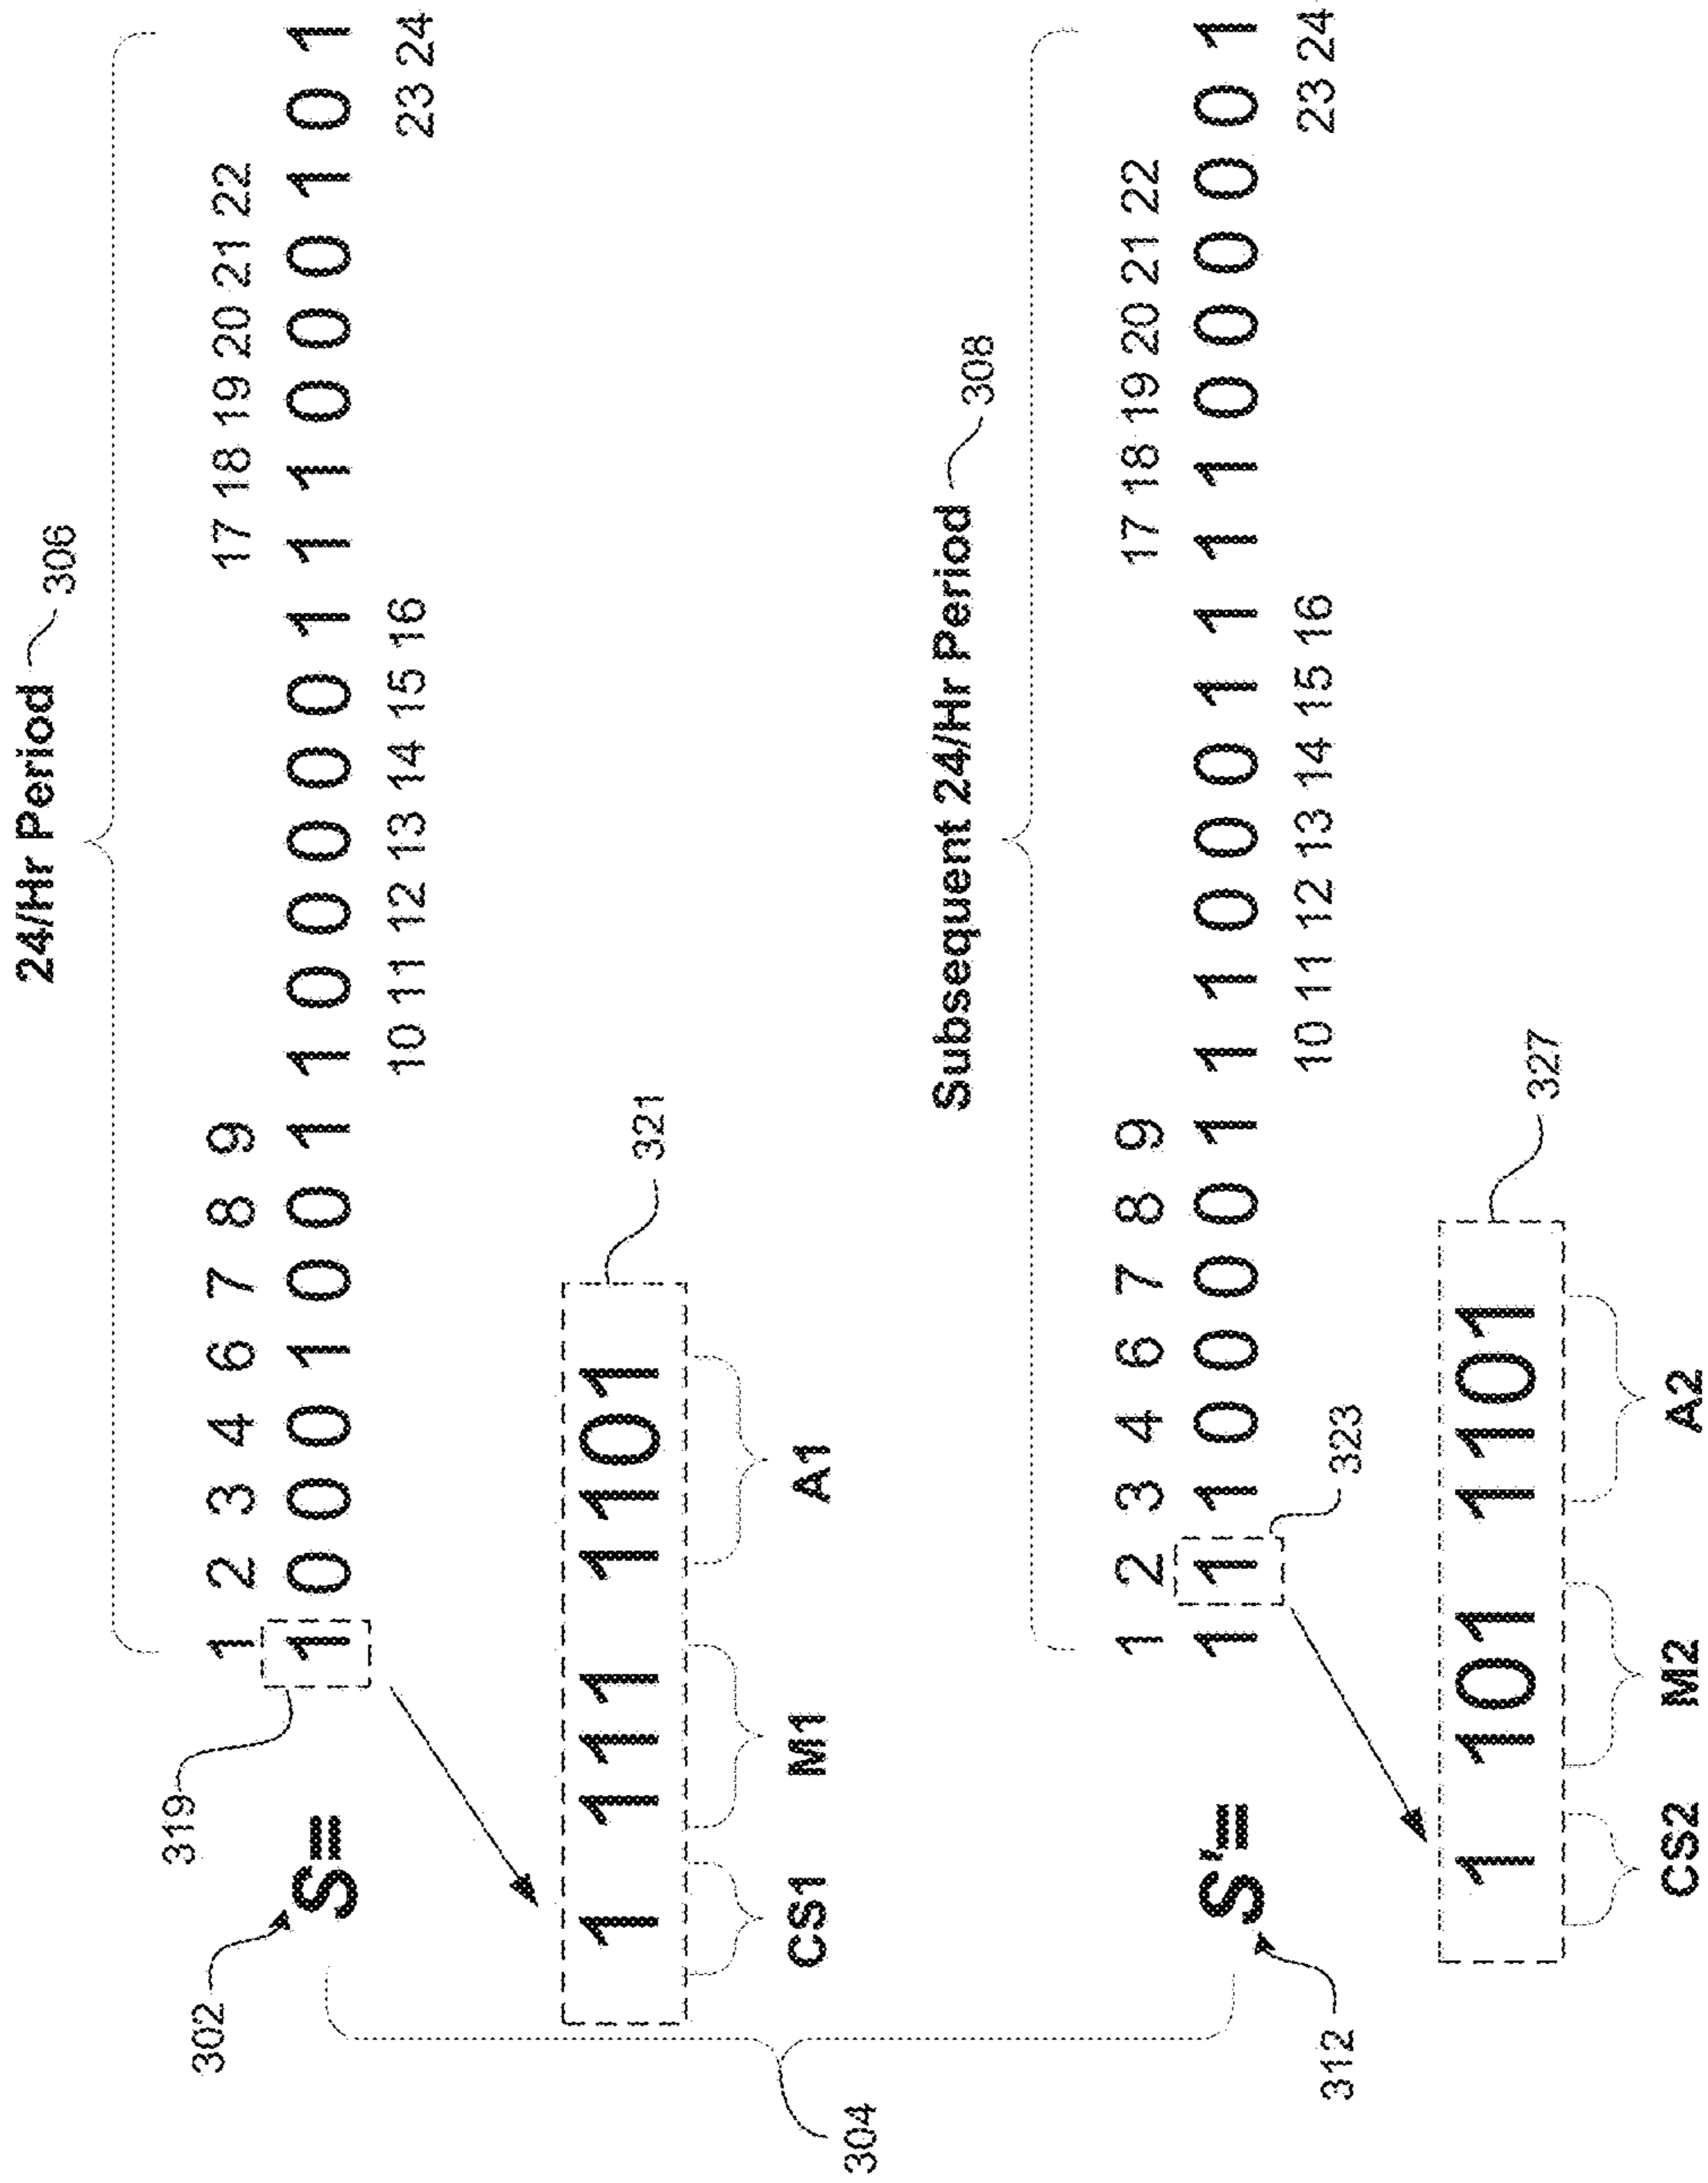 24/Hr Period 306
319
1 2 3 4 6 7 8 9 17 18 19 20 21 22
302
S= 1 0 0 0 1 0 0 1 1 0 0 0 0 0 1 1 1 0 0 0 1 0 1
10 11 12 13 14 15 16 23 24
1 111 1101 321
CS1 M1 A1
304
Subsequent 24/Hr Period 308
1 2 3 4 6 7 8 9 17 18 19 20 21 22
S'= 1 1 1 0 0 0 0 1 1 1 0 0 0 1 1 1 1 0 0 0 0 0 1
312
323
10 11 12 13 14 15 16 23 24
1 101 1101 327
CS2 M2 A2